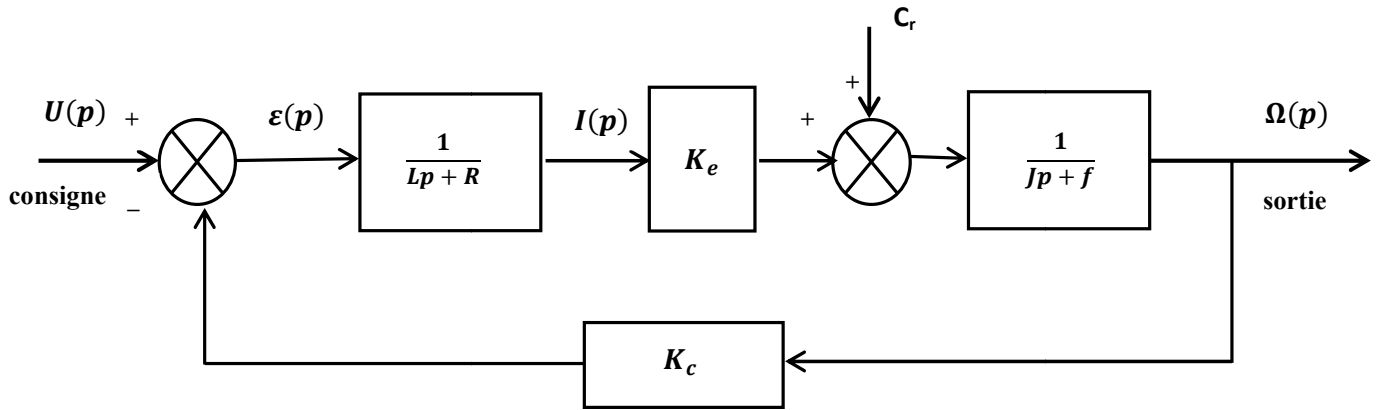 C_r
+
U(p)
+
ε(p)
I(p)
+
Ω(p)
1/(Lp + R)
K_e
1/(Jp + f)
consigne
−
sortie
K_c